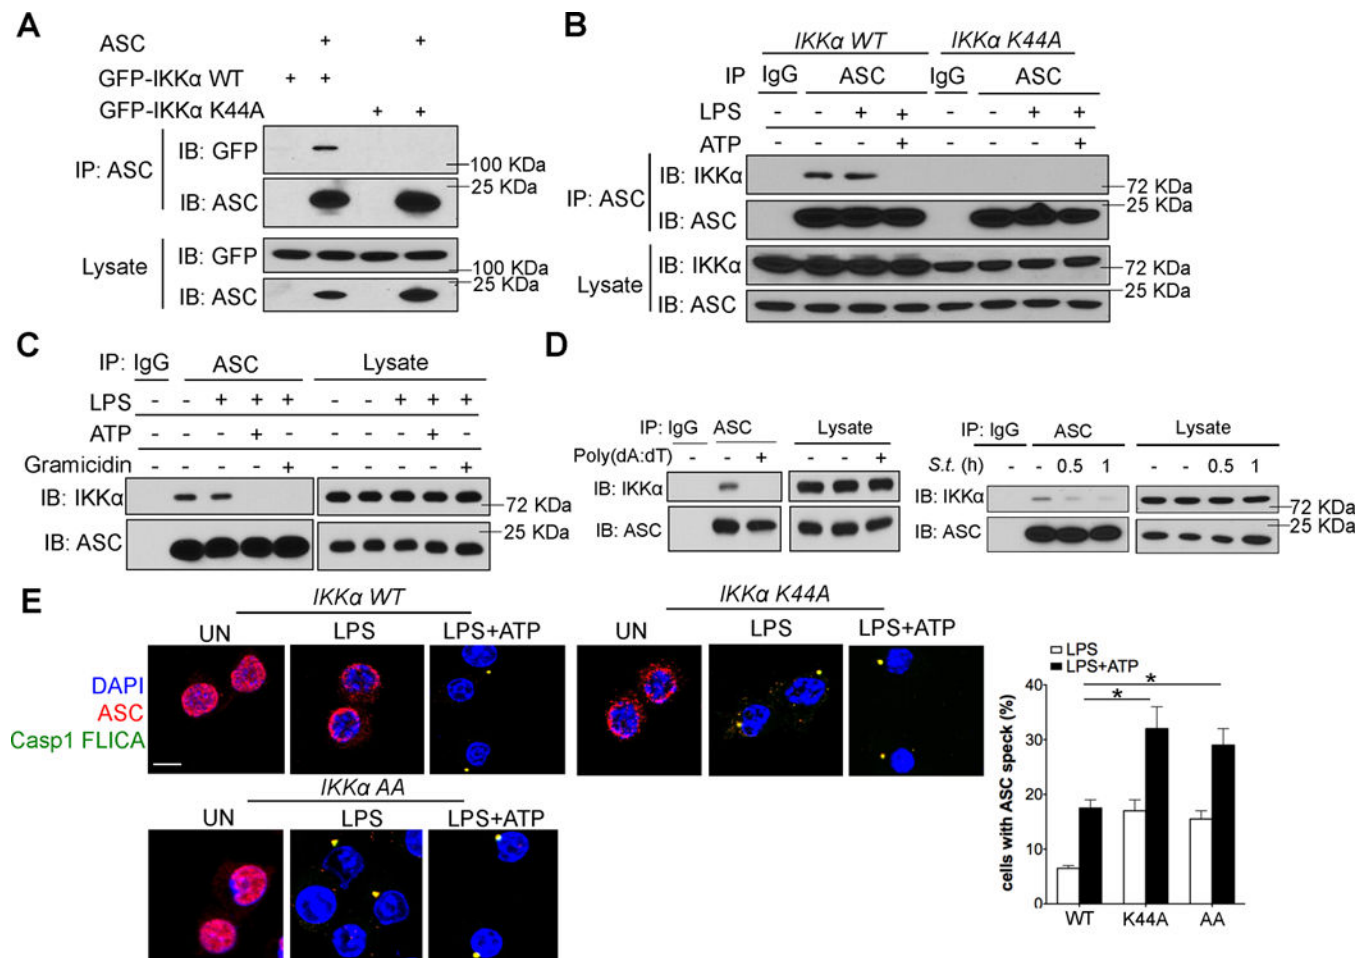 A
ASC + +
GFP-IKKα WT + +
GFP-IKKα K44A + +
IP: ASC
IB: GFP
100 KDa
IB: ASC
25 KDa
Lysate
IB: GFP
100 KDa
IB: ASC
25 KDa
B
IKKα WT IKKα K44A
IP IgG ASC IgG ASC
LPS - - + + - - + +
ATP - - - + - - - +
IP: ASC
IB: IKKα
72 KDa
IB: ASC
25 KDa
Lysate
IB: IKKα
72 KDa
IB: ASC
25 KDa
C
IP: IgG ASC Lysate
LPS - - + + + - - + + +
ATP - - - + - - - - + -
Gramicidin - - - - + - - - - +
IB: IKKα
72 KDa
IB: ASC
25 KDa
D
IP: IgG ASC Lysate
Poly(dA:dT) - - + - - +
IB: IKKα
IB: ASC
IP: IgG ASC Lysate
S.t. (h) - - 0.5 1 - - 0.5 1
IB: IKKα
72 KDa
IB: ASC
25 KDa
E
IKKα WT
UN LPS LPS+ATP
IKKα K44A
UN LPS LPS+ATP
DAPI
ASC
Casp1 FLICA
IKKα AA
UN LPS LPS+ATP
LPS
LPS+ATP
cells with ASC speck (%)
40
30
20
10
0
* *
WT K44A AA